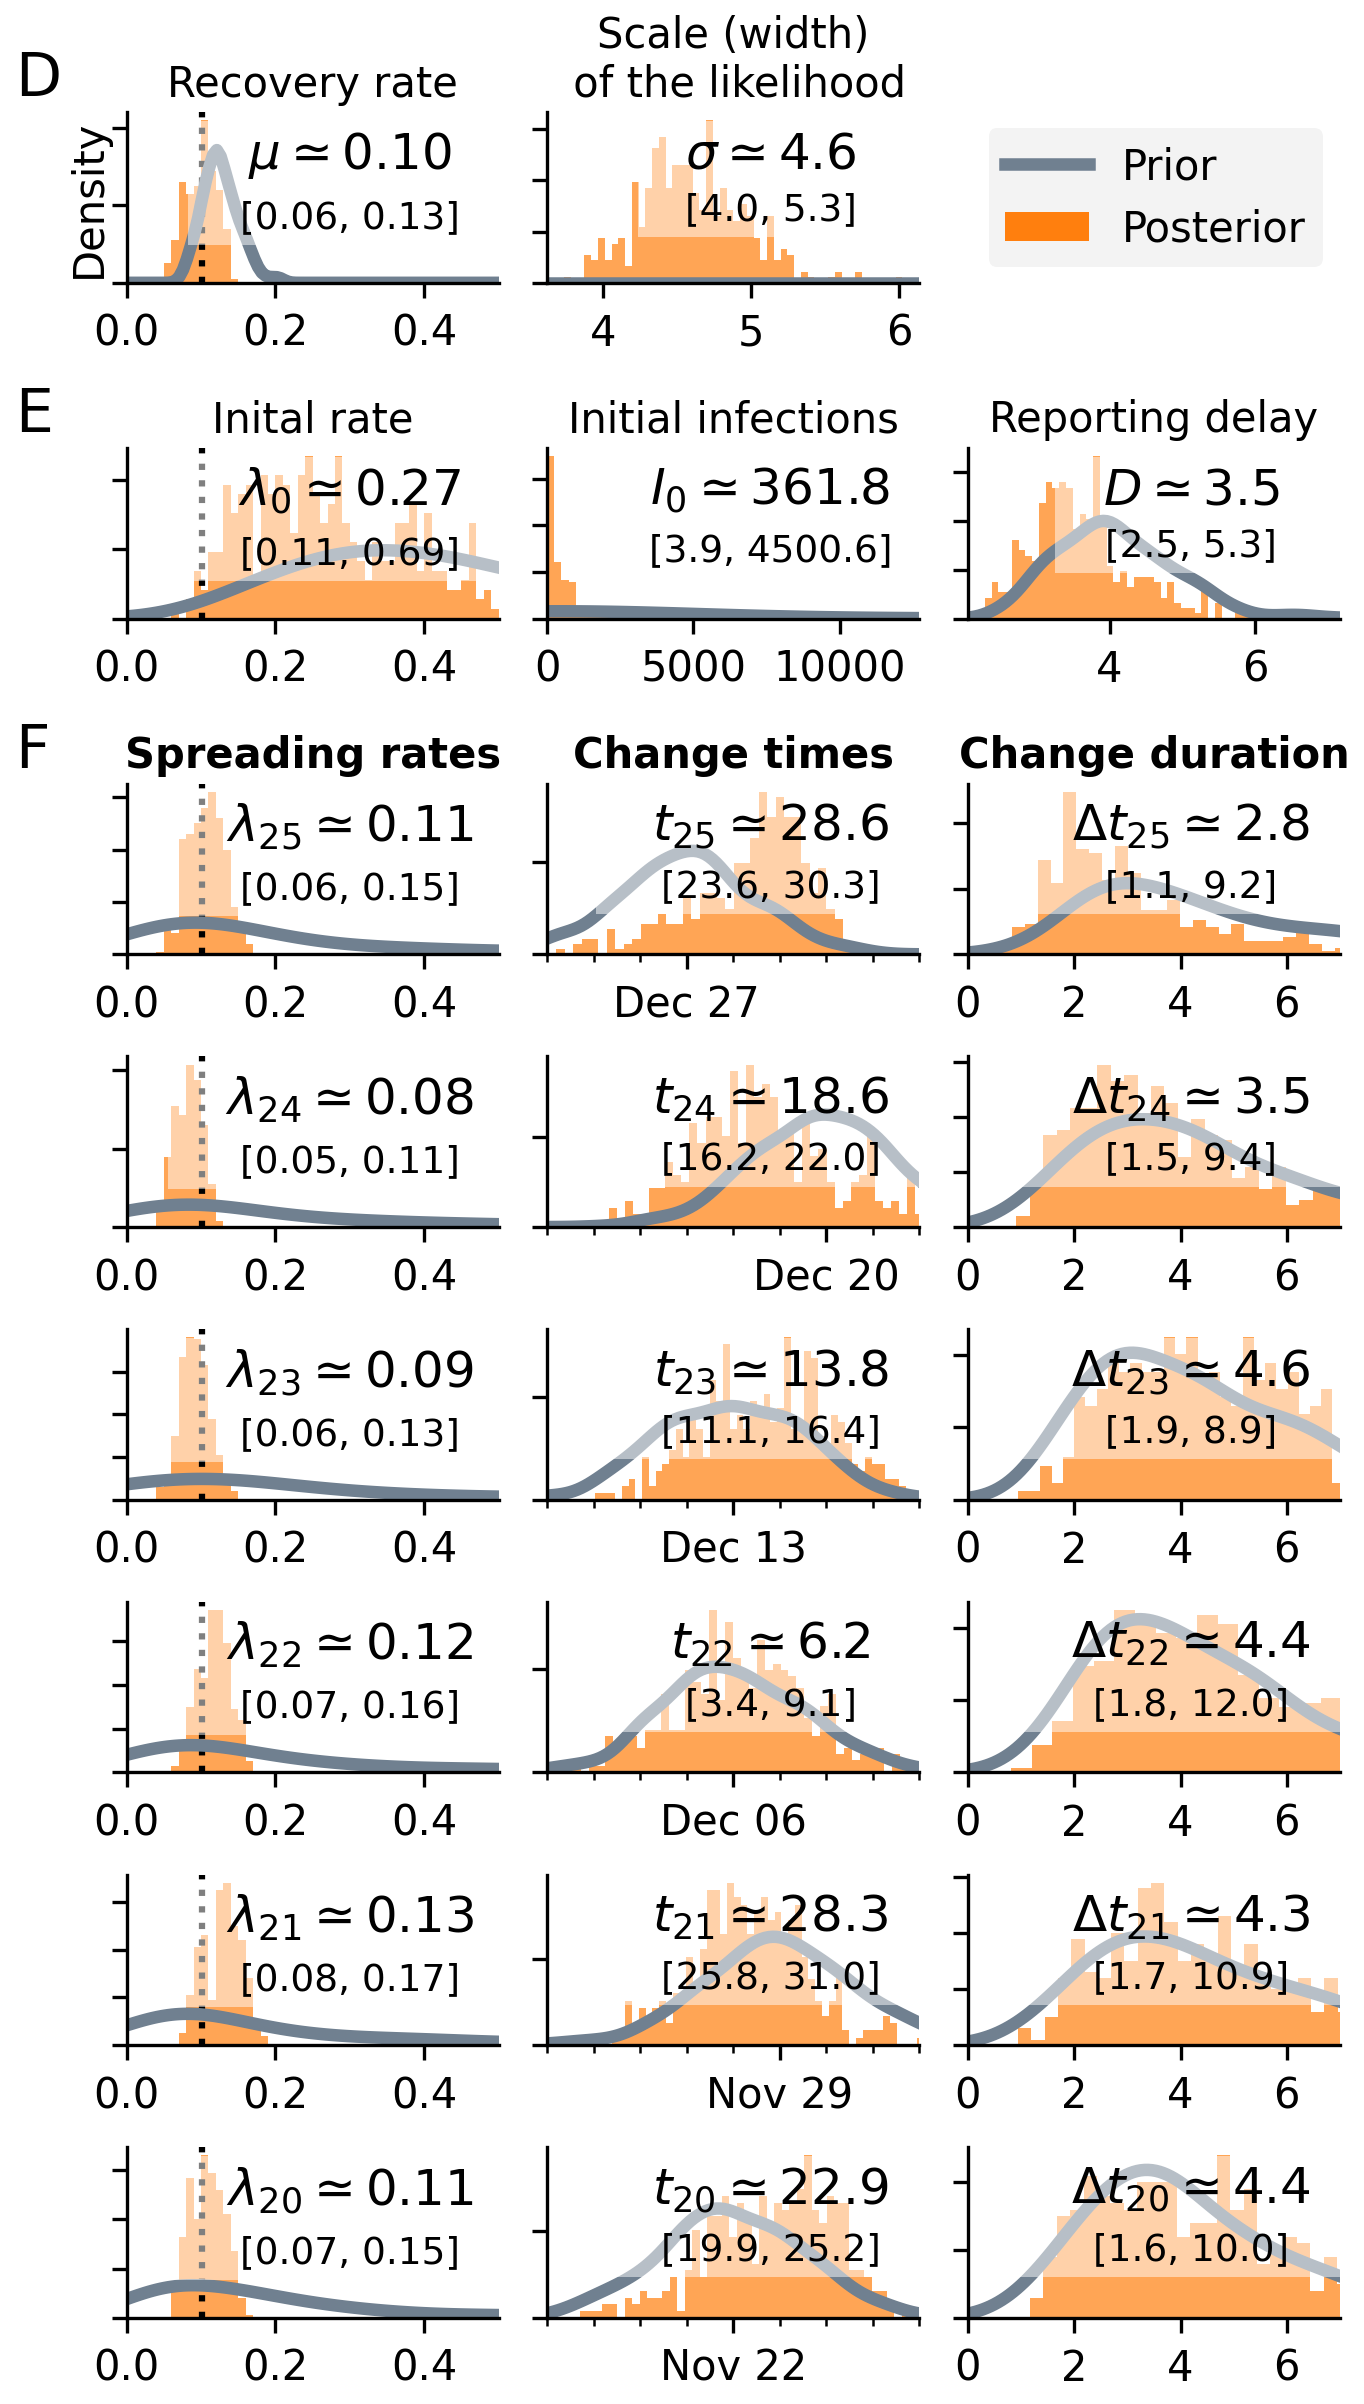 D
Recovery rate
Scale (width)
of the likelihood
Density
μ ≃ 0.10
[0.06, 0.13]
0.0 0.2 0.4
σ ≃ 4.6
[4.0, 5.3]
4 5 6
Prior
Posterior
E
Inital rate
λ0 ≃ 0.27
[0.11, 0.69]
0.0 0.2 0.4
Initial infections
I0 ≃ 361.8
[3.9, 4500.6]
0 5000 10000
Reporting delay
D ≃ 3.5
[2.5, 5.3]
4 6
F
Spreading rates
Change times
Change duration
λ25 ≃ 0.11
[0.06, 0.15]
0.0 0.2 0.4
t25 ≃ 28.6
[23.6, 30.3]
Dec 27
Δt25 ≃ 2.8
[1.1, 9.2]
0 2 4 6
λ24 ≃ 0.08
[0.05, 0.11]
0.0 0.2 0.4
t24 ≃ 18.6
[16.2, 22.0]
Dec 20
Δt24 ≃ 3.5
[1.5, 9.4]
0 2 4 6
λ23 ≃ 0.09
[0.06, 0.13]
0.0 0.2 0.4
t23 ≃ 13.8
[11.1, 16.4]
Dec 13
Δt23 ≃ 4.6
[1.9, 8.9]
0 2 4 6
λ22 ≃ 0.12
[0.07, 0.16]
0.0 0.2 0.4
t22 ≃ 6.2
[3.4, 9.1]
Dec 06
Δt22 ≃ 4.4
[1.8, 12.0]
0 2 4 6
λ21 ≃ 0.13
[0.08, 0.17]
0.0 0.2 0.4
t21 ≃ 28.3
[25.8, 31.0]
Nov 29
Δt21 ≃ 4.3
[1.7, 10.9]
0 2 4 6
λ20 ≃ 0.11
[0.07, 0.15]
0.0 0.2 0.4
t20 ≃ 22.9
[19.9, 25.2]
Nov 22
Δt20 ≃ 4.4
[1.6, 10.0]
0 2 4 6